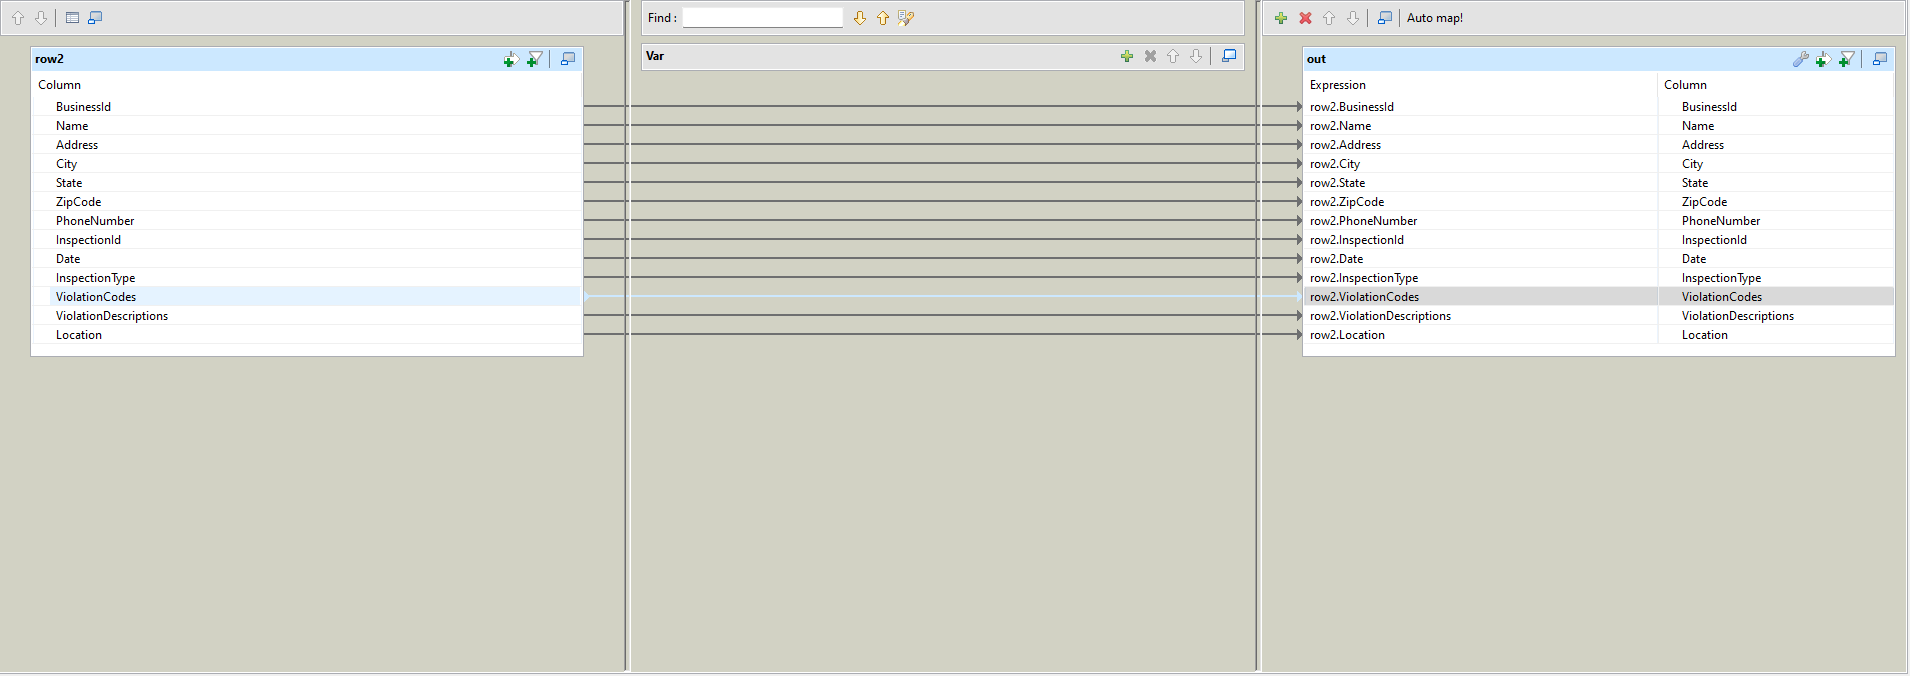 Find :
Auto map!
row2
Var
out
Column
Expression Column
BusinessId
row2.BusinessId BusinessId
Name
row2.Name Name
Address
row2.Address Address
City
row2.City City
State
row2.State State
ZipCode
row2.ZipCode ZipCode
PhoneNumber
row2.PhoneNumber PhoneNumber
InspectionId
row2.InspectionId InspectionId
Date
row2.Date Date
InspectionType
row2.InspectionType InspectionType
ViolationCodes
row2.ViolationCodes ViolationCodes
ViolationDescriptions
row2.ViolationDescriptions ViolationDescriptions
Location
row2.Location Location